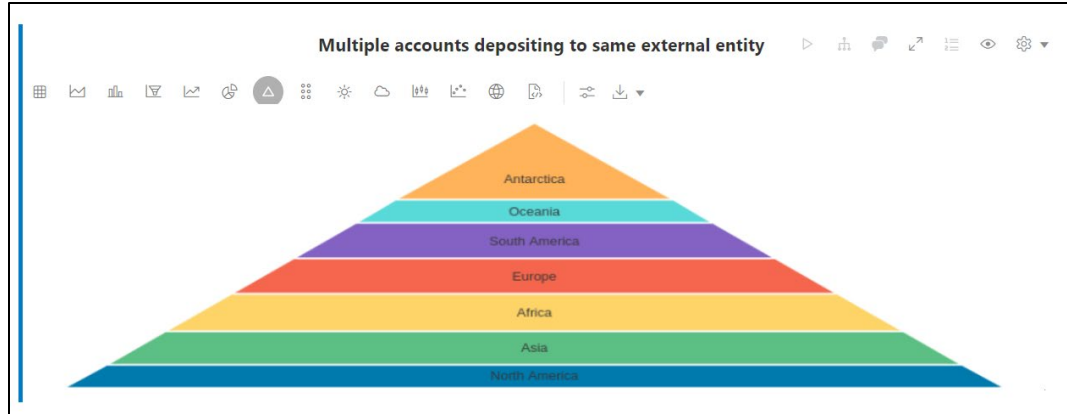 Multiple accounts depositing to same external entity
Antarctica
Oceania
South America
Europe
Africa
Asia
North America